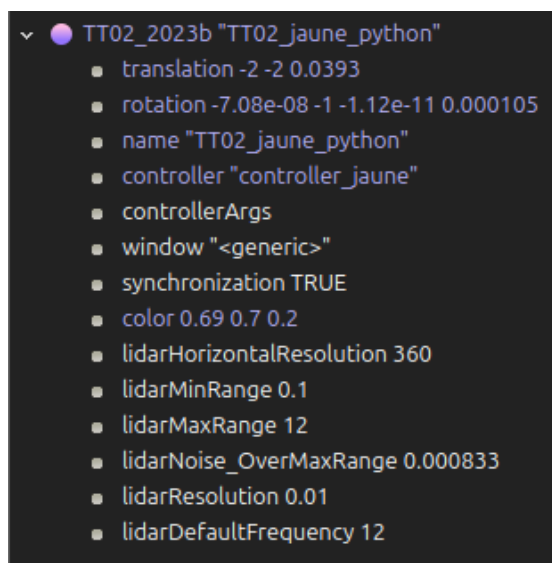 TT02_2023b "TT02_jaune_python"
translation -2 -2 0.0393
rotation -7.08e-08 -1 -1.12e-11 0.000105
name "TT02_jaune_python"
controller "controller_jaune"
controllerArgs
window "<generic>"
synchronization TRUE
color 0.69 0.7 0.2
lidarHorizontalResolution 360
lidarMinRange 0.1
lidarMaxRange 12
lidarNoise_OverMaxRange 0.000833
lidarResolution 0.01
lidarDefaultFrequency 12